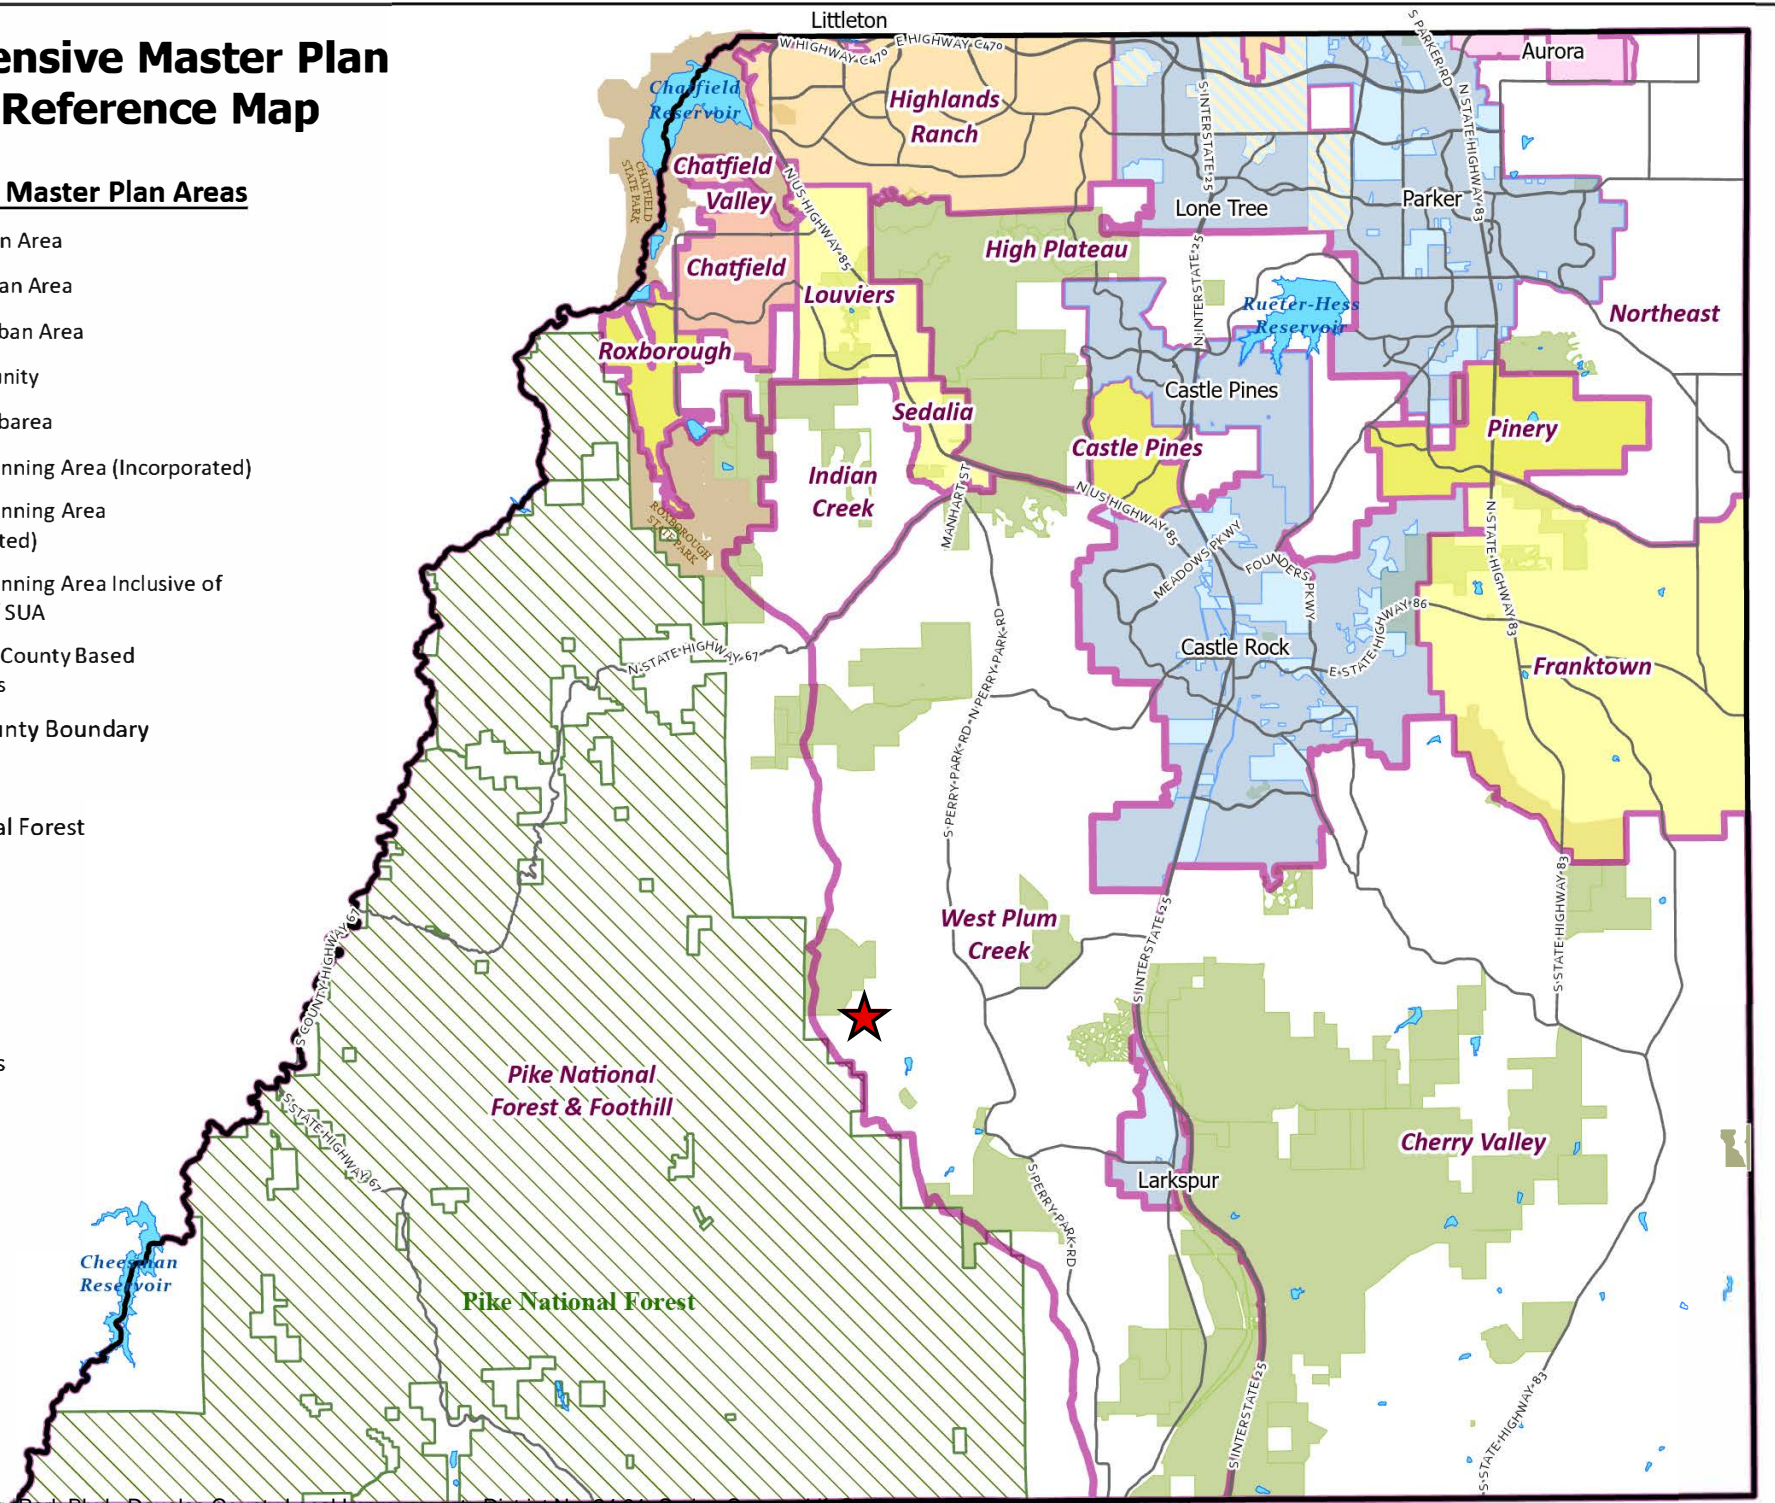 ensive Master Plan
Reference Map
Master Plan Areas
n Area
an Area
ban Area
nity
barea
nning Area (Incorporated)
nning Area
ted)
nning Area Inclusive of
SUA
County Based
s
nty Boundary
al Forest
s
Littleton
W HIGHWAY C470
E HIGHWAY C470
S PARKER RD
Aurora
Chatfield
Reservoir
Highlands
Ranch
S INTERSTATE 25
N STATE HIGHWAY 83
CHATFIELD
STATE PARK
Chatfield
Valley
N US HIGHWAY 85
Lone Tree
Parker
High Plateau
Chatfield
Louviers
N INTERSTATE 25
Rueter-Hess
Reservoir
Northeast
Roxborough
Castle Pines
Sedalia
Pinery
Castle Pines
Indian
Creek
MANHART ST
N US HIGHWAY 85
ROXBOROUGH
STATE PARK
MEADOWS PKWY
FOUNDERS PKWY
N STATE HIGHWAY 83
E STATE HIGHWAY 86
N STATE HIGHWAY 67
N PERRY PARK RD
S PERRY PARK RD
Castle Rock
Franktown
S COUNTY HIGHWAY 67
West Plum
Creek
S INTERSTATE 25
S STATE HIGHWAY 83
Pike National
Forest & Foothill
S STATE HIGHWAY 67
Cherry Valley
Larkspur
S PERRY PARK RD
Cheesman
Reservoir
Pike National Forest
S INTERSTATE 25
S STATE HIGHWAY 83